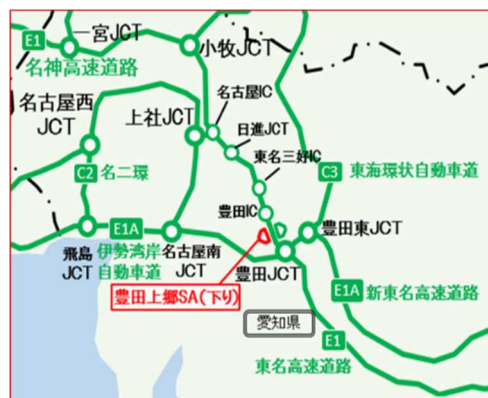 一宮JCT
E1
名神高速道路
小牧JCT
名古屋西
JCT
上社JCT
名古屋IC
日進JCT
東名三好IC
C2
名二環
C3
東海環状自動車道
豊田IC
豊田東JCT
E1A
飛島
JCT
伊勢湾岸
自動車道
名古屋南
JCT
豊田JCT
豊田上郷SA(下り)
E1A
新東名高速道路
愛知県
E1
東名高速道路